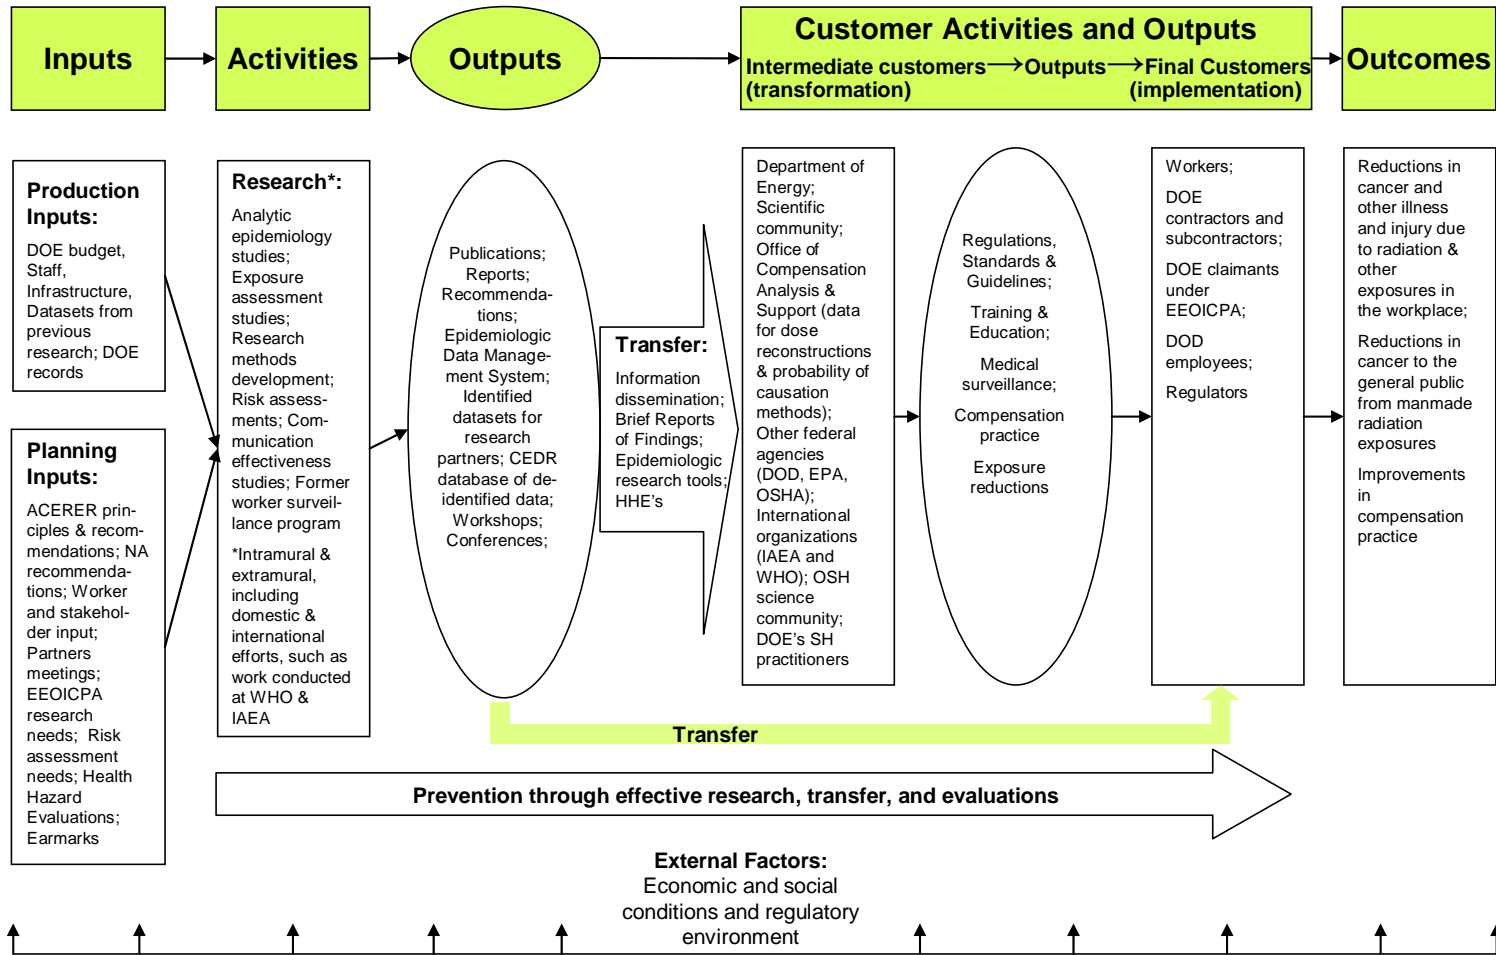 Inputs
Activities
Outputs
Customer Activities and Outputs
Intermediate customers → Outputs → Final Customers
(transformation)
(implementation)
Outcomes
Production
Inputs:
DOE budget,
Staff,
Infrastructure,
Datasets from
previous
research; DOE
records
Planning
Inputs:
ACERER prin-
ciples & recom-
mendations; NA
recommenda-
tions; Worker
and stakehol-
der input;
Partners
meetings;
EEOICPA
research
needs; Risk
assessment
needs; Health
Hazard
Evaluations;
Earmarks
Research*:
Analytic
epidemiology
studies;
Exposure
assessment
studies;
Research
methods
development;
Risk assess-
ments; Com-
munication
effectiveness
studies; Former
worker surveil-
lance program
*Intramural &
extramural,
including
domestic &
international
efforts, such as
work conducted
at WHO &
IAEA
Publications;
Reports;
Recommenda-
tions;
Epidemiologic
Data Manage-
ment System;
Identified
datasets for
research
partners; CEDR
database of de-
identified data;
Workshops;
Conferences;
Transfer:
Information
dissemination;
Brief Reports
of Findings;
Epidemiologic
research tools;
HHE's
Department of
Energy;
Scientific
community;
Office of
Compensation
Analysis &
Support (data
for dose
reconstructions
& probability of
causation
methods);
Other federal
agencies
(DOD, EPA,
OSHA);
International
organizations
(IAEA and
WHO); OSH
science
community;
DOE's SH
practitioners
Regulations,
Standards &
Guidelines;
Training &
Education;
Medical
surveillance;
Compensation
practice
Exposure
reductions
Workers;
DOE
contractors and
subcontractors;
DOE claimants
under
EEOICPA;
DOD
employees;
Regulators
Reductions in
cancer and
other illness
and injury due
to radiation &
other
exposures in
the workplace;
Reductions in
cancer to the
general public
from manmade
radiation
exposures
Improvements
in
compensation
practice
Transfer
Prevention through effective research, transfer, and evaluations
External Factors:
Economic and social
conditions and regulatory
environment